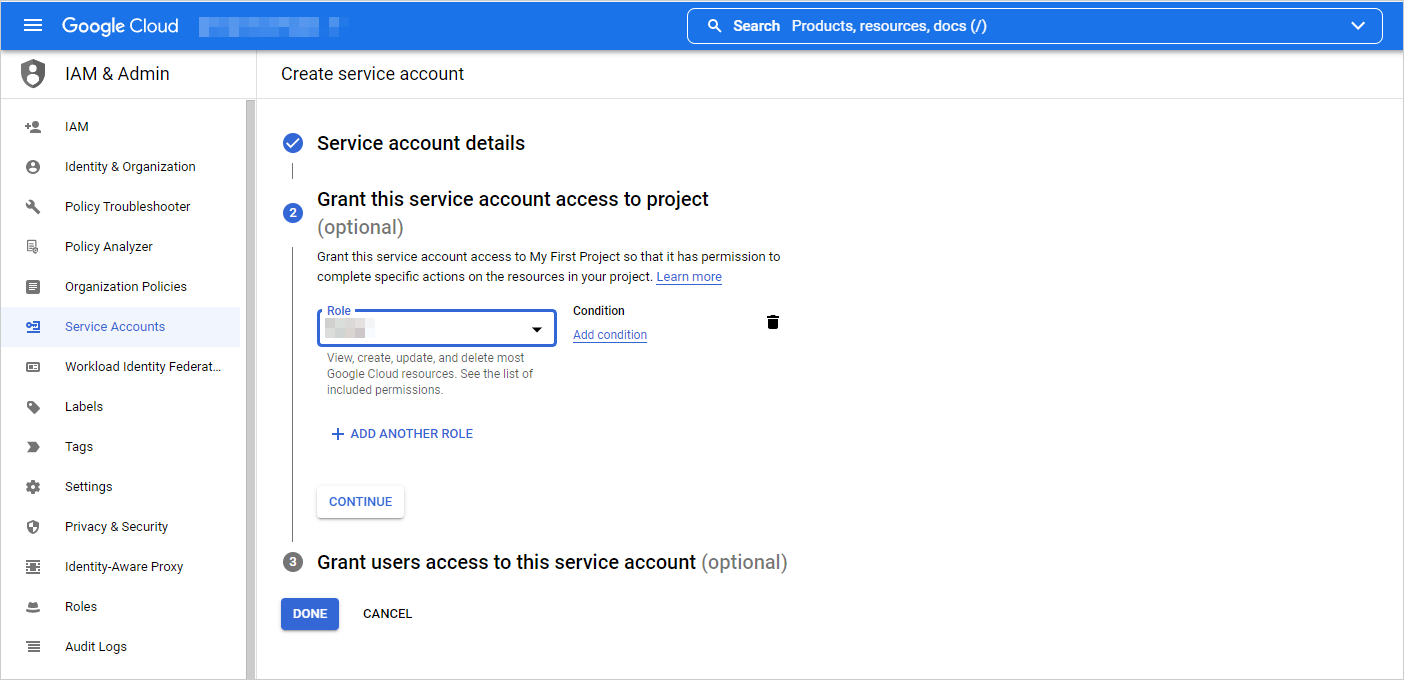 Google Cloud
Search Products, resources, docs (/)
IAM & Admin
Create service account
IAM
Identity & Organization
Policy Troubleshooter
Policy Analyzer
Organization Policies
Service Accounts
Workload Identity Federat...
Labels
Tags
Settings
Privacy & Security
Identity-Aware Proxy
Roles
Audit Logs
Service account details
2
Grant this service account access to project
(optional)
Grant this service account access to My First Project so that it has permission to
complete specific actions on the resources in your project. Learn more
Role
Condition
Add condition
View, create, update, and delete most
Google Cloud resources. See the list of
included permissions.
ADD ANOTHER ROLE
CONTINUE
3 Grant users access to this service account (optional)
DONE CANCEL